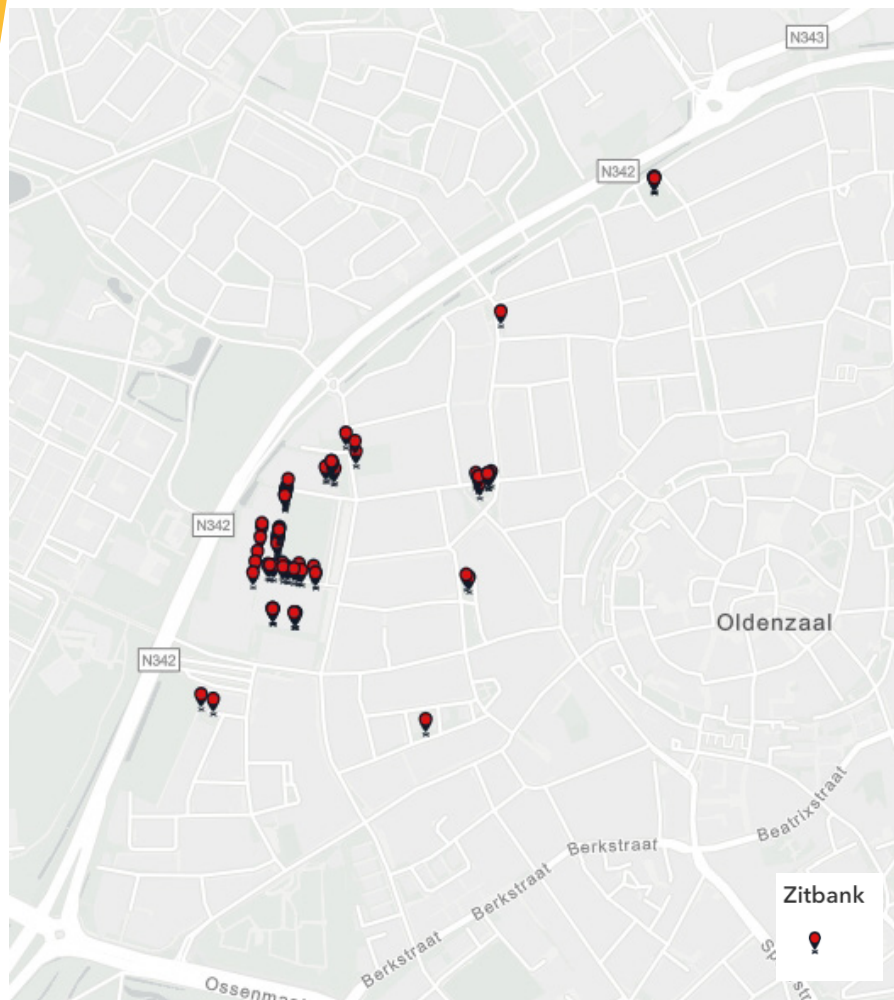 N343
N342
N342
Oldenzaal
N342
Beatrixstraat
Berkstraat
Berkstraat
Zitbank
Berkstraat